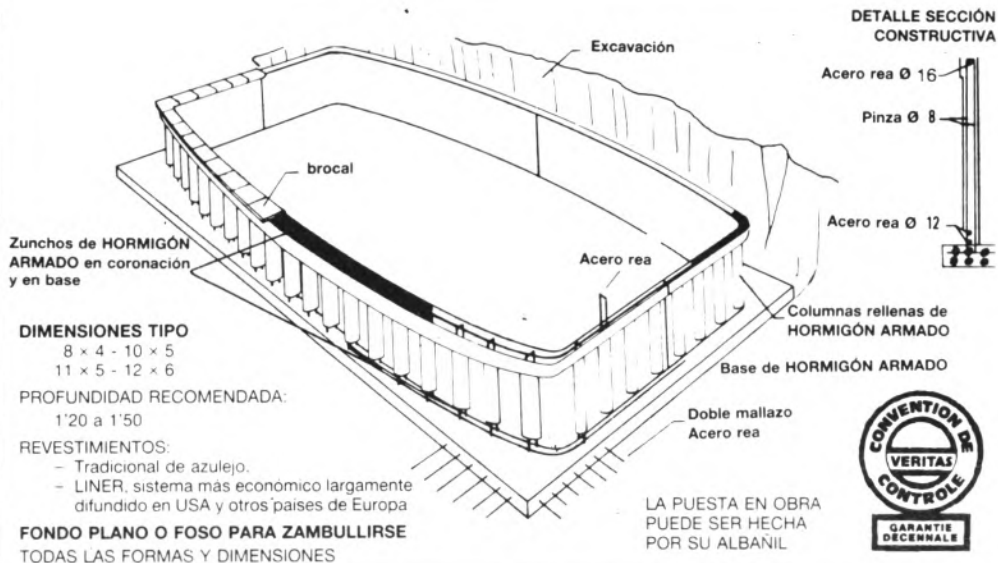 DETALLE SECCIÓN
CONSTRUCTIVA
Excavación
Acero rea Ø 16
Pinza Ø 8
Acero rea Ø 12
brocal
Zunchos de HORMIGÓN
ARMADO en coronación
y en base
Acero rea
Columnas rellenas de
HORMIGÓN ARMADO
Base de HORMIGÓN ARMADO
Doble mallazo
Acero rea
DIMENSIONES TIPO
8 × 4 - 10 × 5
11 × 5 - 12 × 6
PROFUNDIDAD RECOMENDADA:
1'20 a 1'50
REVESTIMIENTOS:
- Tradicional de azulejo.
- LINER, sistema más económico largamente
difundido en USA y otros países de Europa
FONDO PLANO O FOSO PARA ZAMBULLIRSE
TODAS LAS FORMAS Y DIMENSIONES
LA PUESTA EN OBRA
PUEDE SER HECHA
POR SU ALBAÑIL
CONVENTION DE
VERITAS
CONTROLE
GARANTIE
DECENNALE